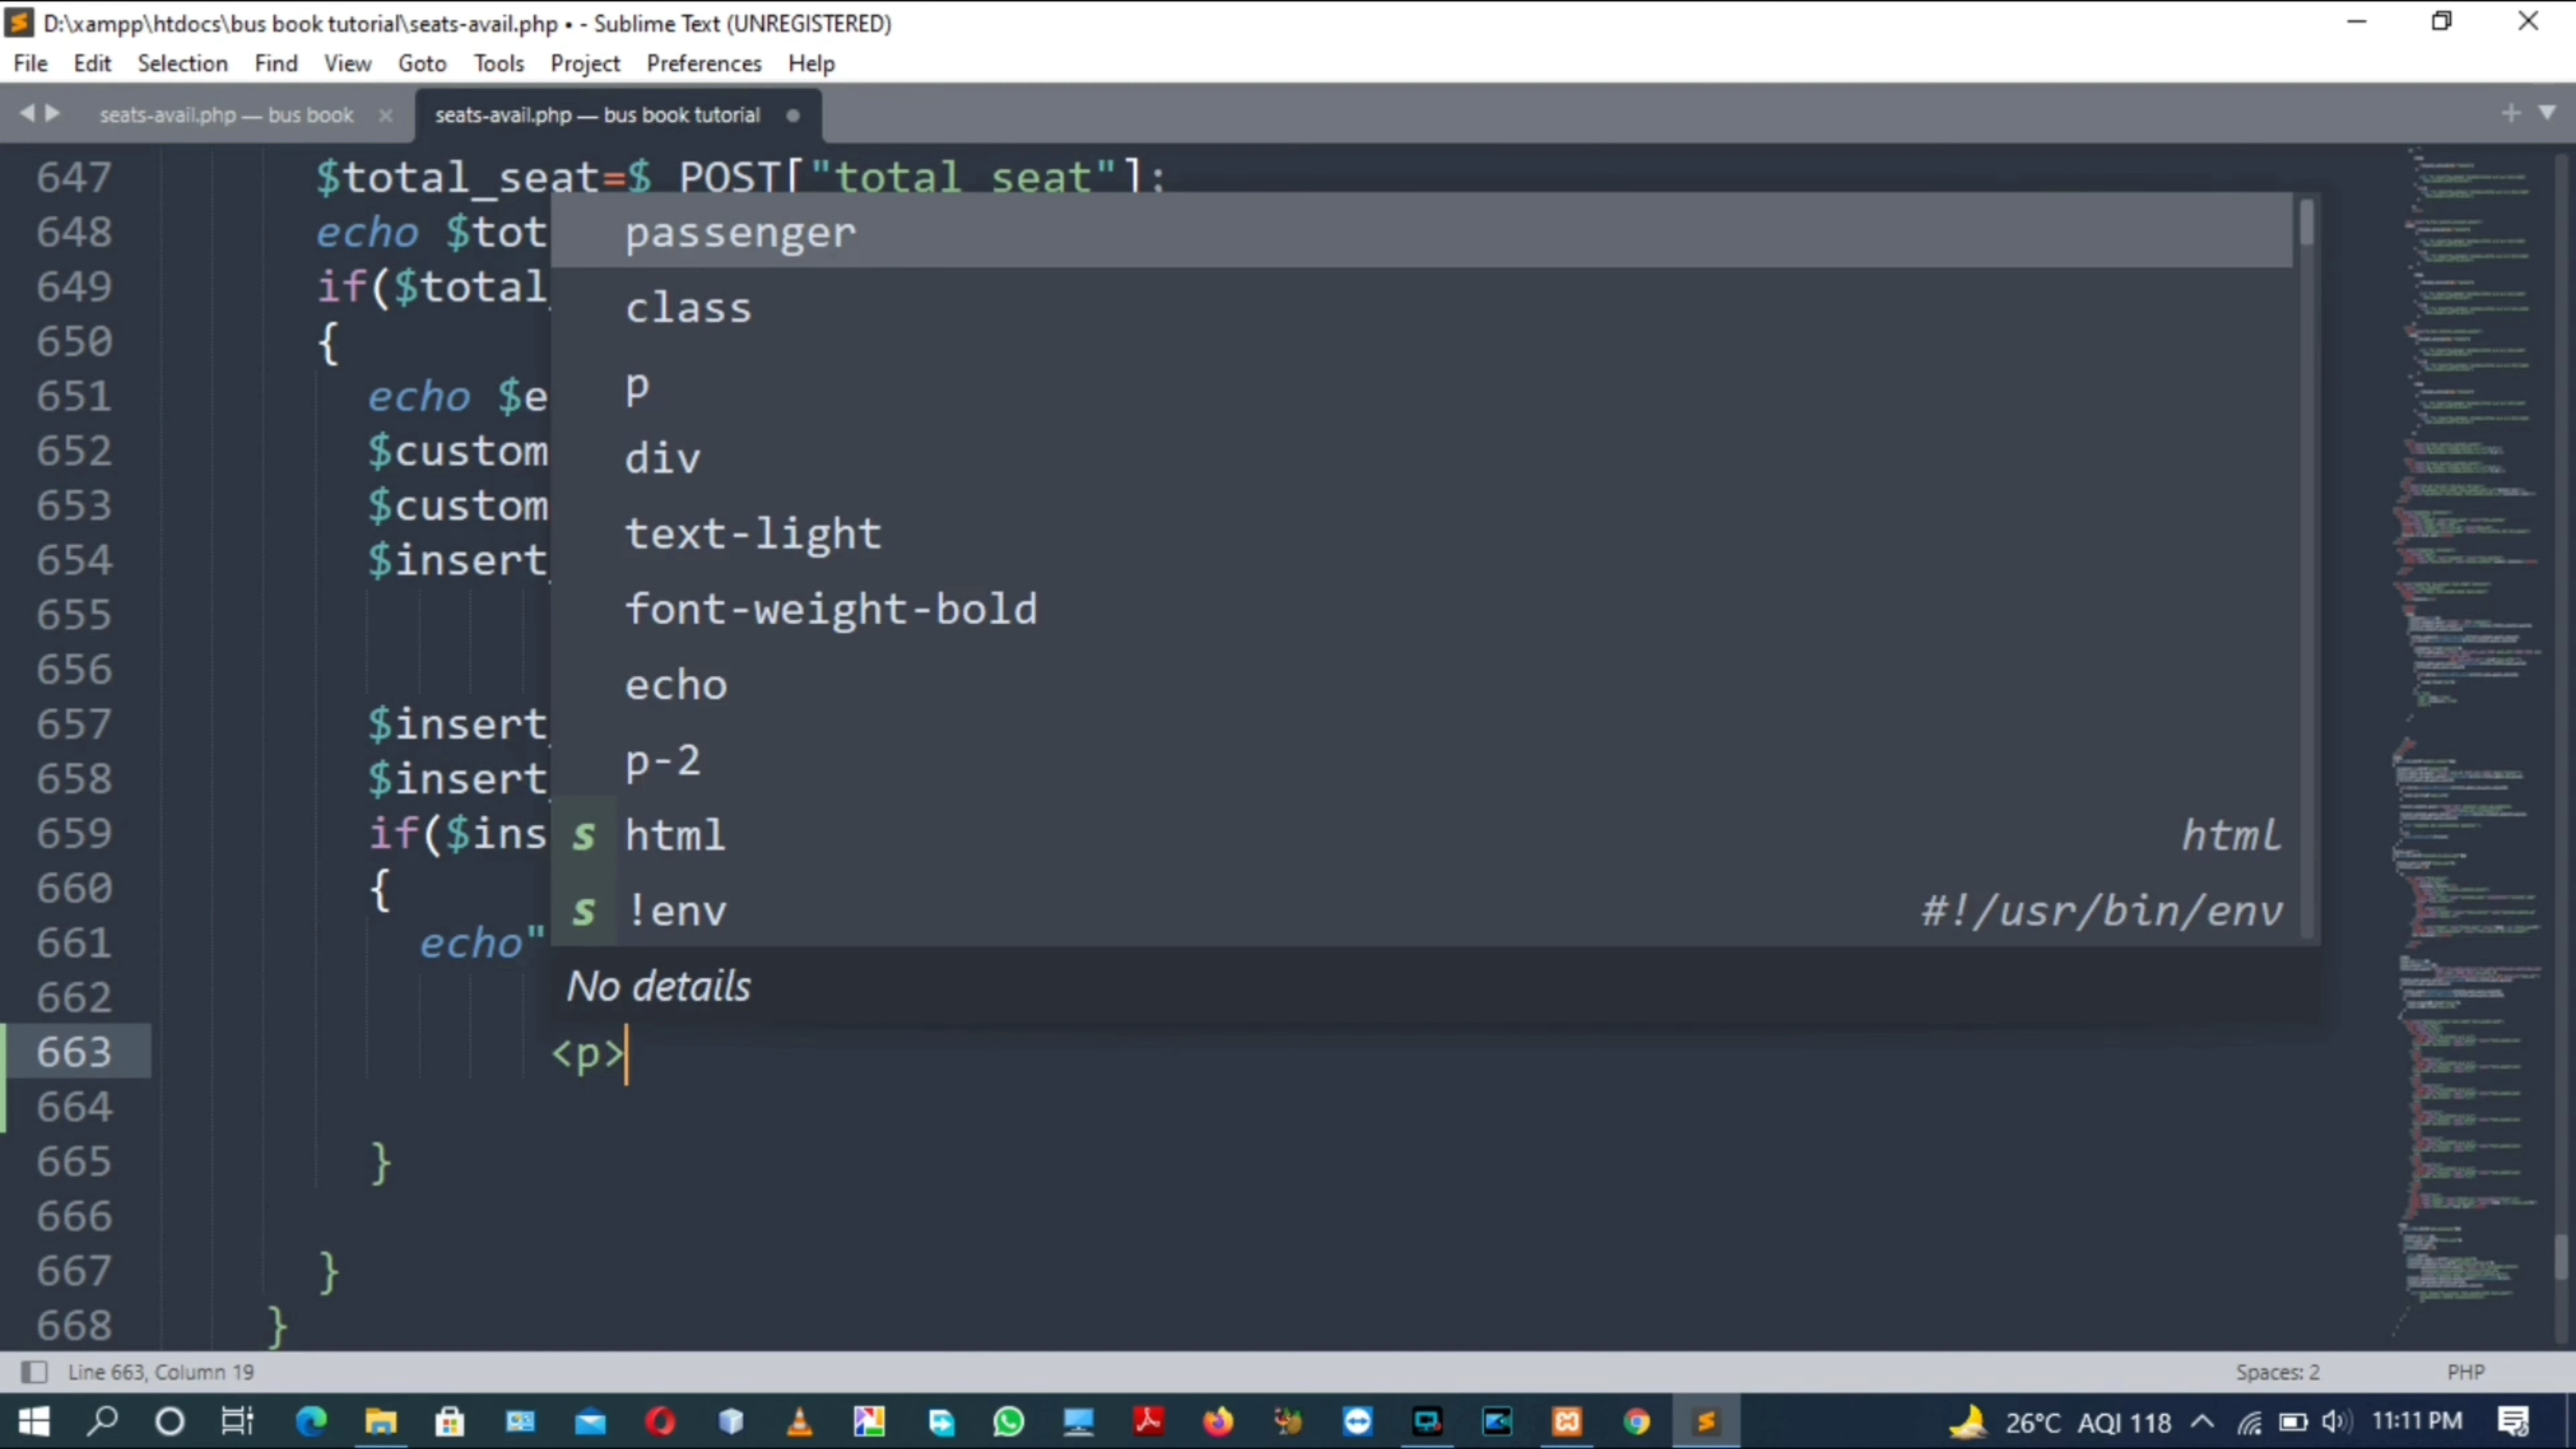 D:\xampp\htdocs\bus book tutorial\seats-avail.php • - Sublime Text (UNREGISTERED)
File Edit Selection Find View Goto Tools Project Preferences Help
seats-avail.php — bus book
seats-avail.php — bus book tutorial
647 $total_seat=$_POST["total_seat"];
648 echo $tot
649 if($total_
650 {
651 echo $e
652 $custom
653 $custom
654 $insert_
655
656
657 $insert_
658 $insert_
659 if($ins
660 {
661 echo"
662
663 <p>
664
665 }
666
667 }
668 }
passenger
class
p
div
text-light
font-weight-bold
echo
p-2
s html html
s !env #!/usr/bin/env
No details
Line 663, Column 19 Spaces: 2 PHP
26°C AQI 118 11:11 PM